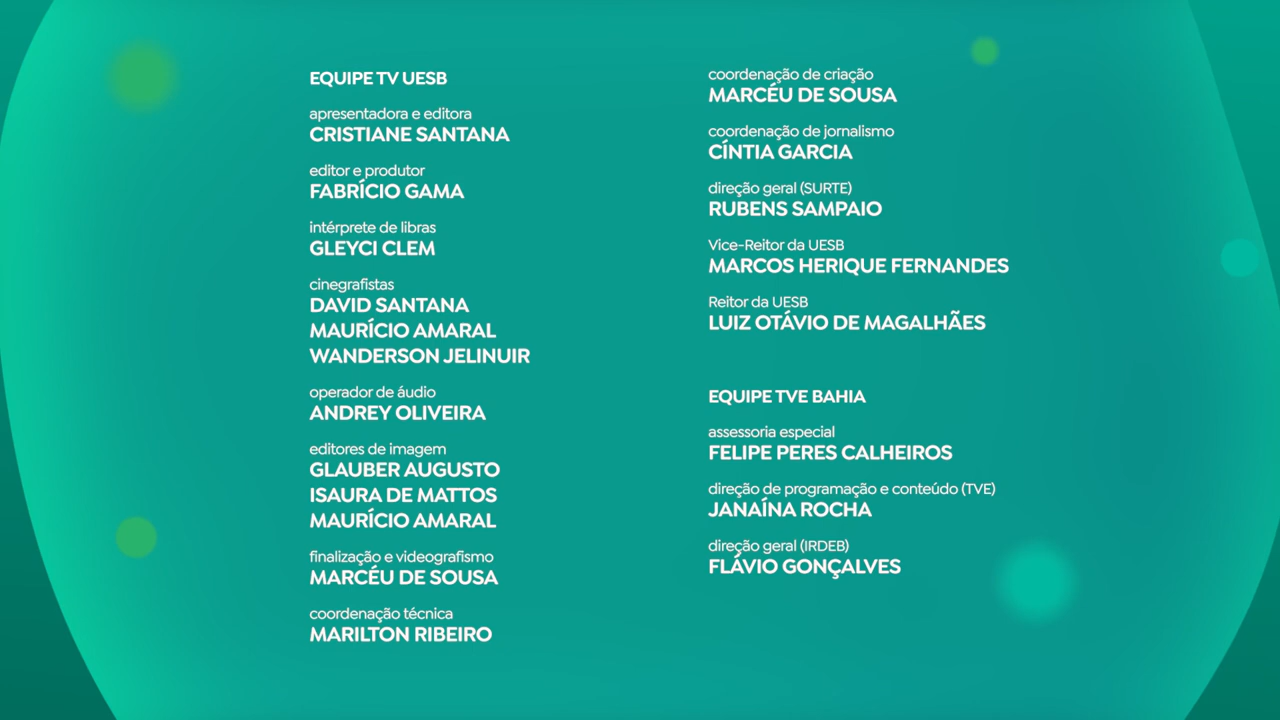 EQUIPE TV UESB
apresentadora e editora
CRISTIANE SANTANA
editor e produtor
FABRÍCIO GAMA
intérprete de libras
GLEYCI CLEM
cinegrafistas
DAVID SANTANA
MAURÍCIO AMARAL
WANDERSON JELINUIR
operador de áudio
ANDREY OLIVEIRA
editores de imagem
GLAUBER AUGUSTO
ISAURA DE MATTOS
MAURÍCIO AMARAL
finalização e videografismo
MARCÉU DE SOUSA
coordenação técnica
MARILTON RIBEIRO
coordenação de criação
MARCÉU DE SOUSA
coordenação de jornalismo
CÍNTIA GARCIA
direção geral (SURTE)
RUBENS SAMPAIO
Vice-Reitor da UESB
MARCOS HERIQUE FERNANDES
Reitor da UESB
LUIZ OTÁVIO DE MAGALHÃES
EQUIPE TVE BAHIA
assessoria especial
FELIPE PERES CALHEIROS
direção de programação e conteúdo (TVE)
JANAÍNA ROCHA
direção geral (IRDEB)
FLÁVIO GONÇALVES